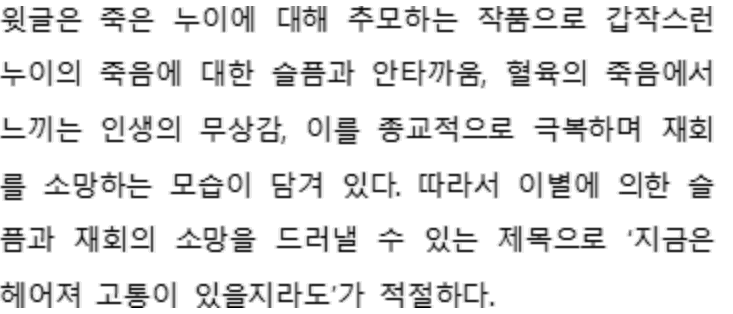 윗글은 죽은 누이에 대해 추모하는 작품으로 갑작스런
누이의 죽음에 대한 슬픔과 안타까움, 혈육의 죽음에서
느끼는 인생의 무상감, 이를 종교적으로 극복하며 재회
를 소망하는 모습이 담겨 있다. 따라서 이별에 의한 슬
픔과 재회의 소망을 드러낼 수 있는 제목으로 ‘지금은
헤어져 고통이 있을지라도’가 적절하다.